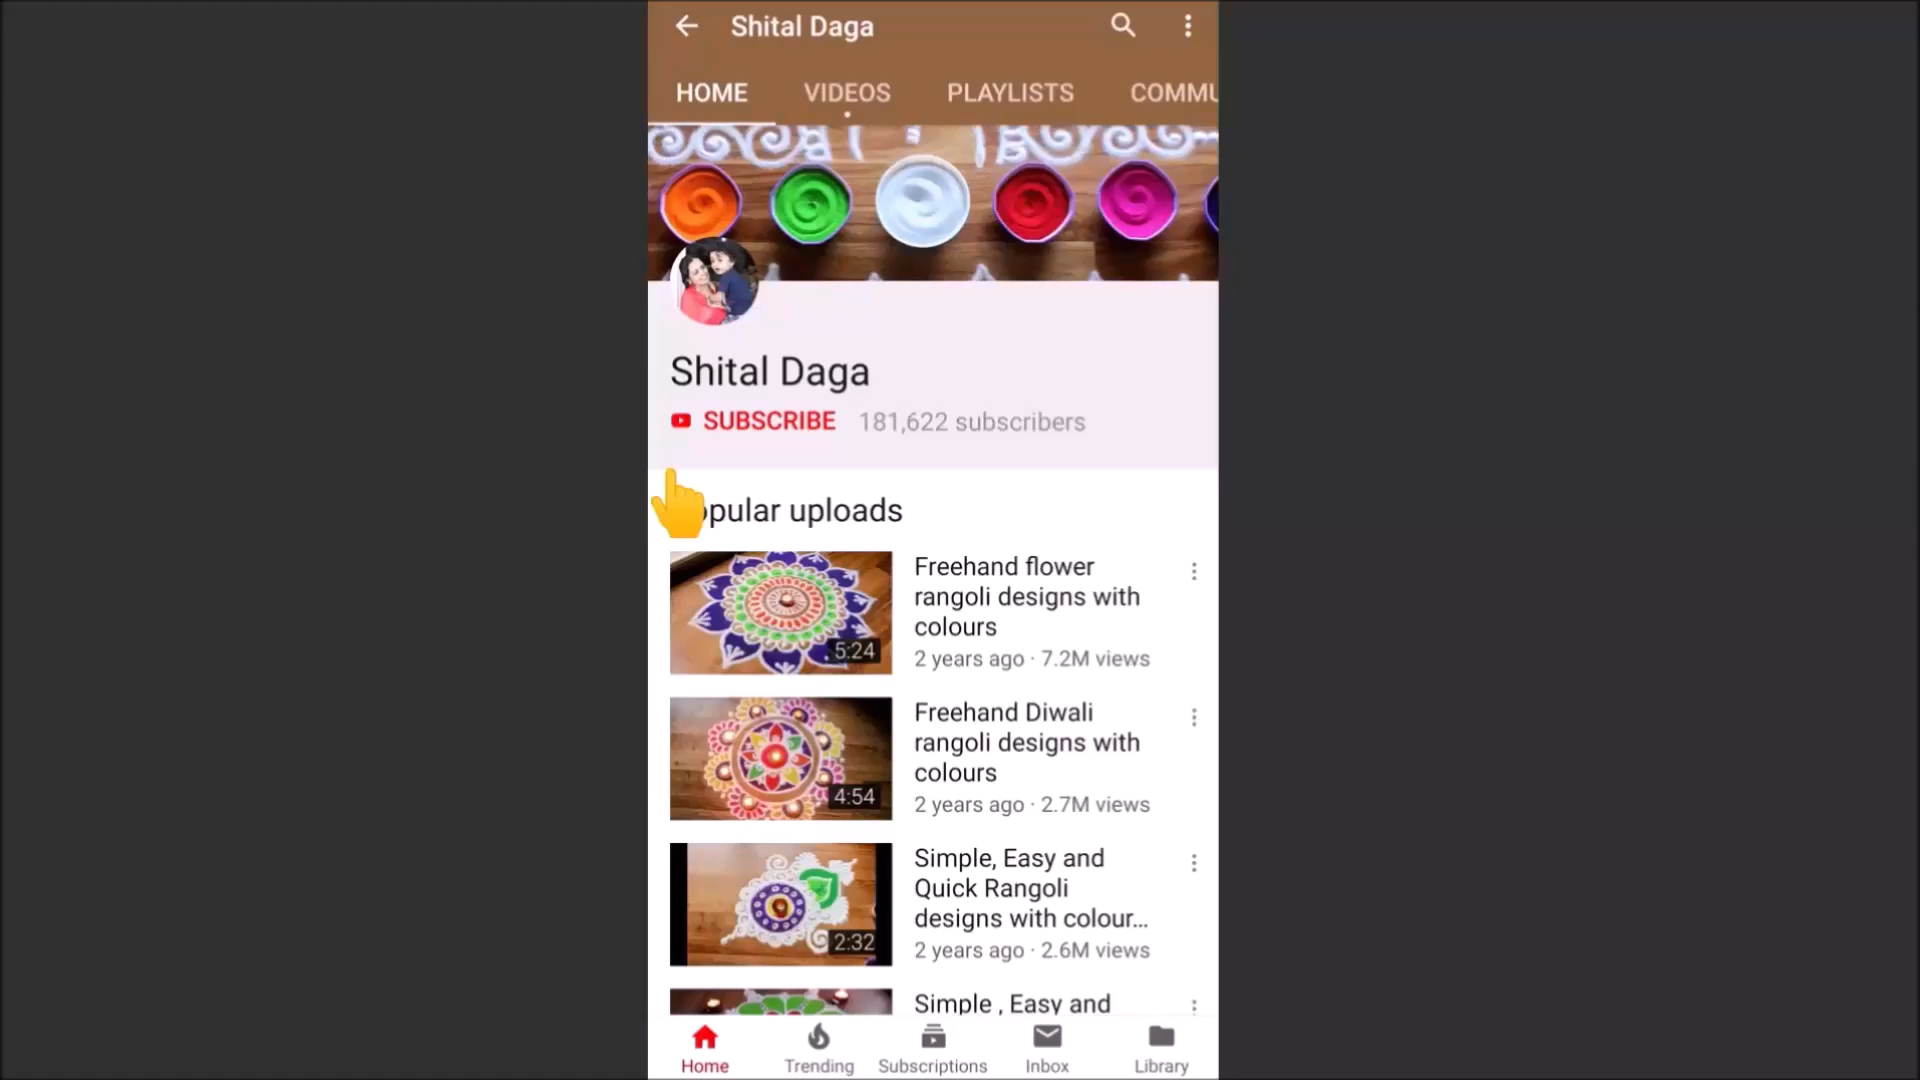 Shital Daga
HOME VIDEOS PLAYLISTS COMMU
Shital Daga
SUBSCRIBE 181,622 subscribers
opular uploads
Freehand flower
rangoli designs with
colours
5:24
2 years ago · 7.2M views
Freehand Diwali
rangoli designs with
colours
4:54
2 years ago · 2.7M views
Simple, Easy and
Quick Rangoli
designs with colour...
2:32
2 years ago · 2.6M views
Simple , Easy and
Home Trending Subscriptions Inbox Library